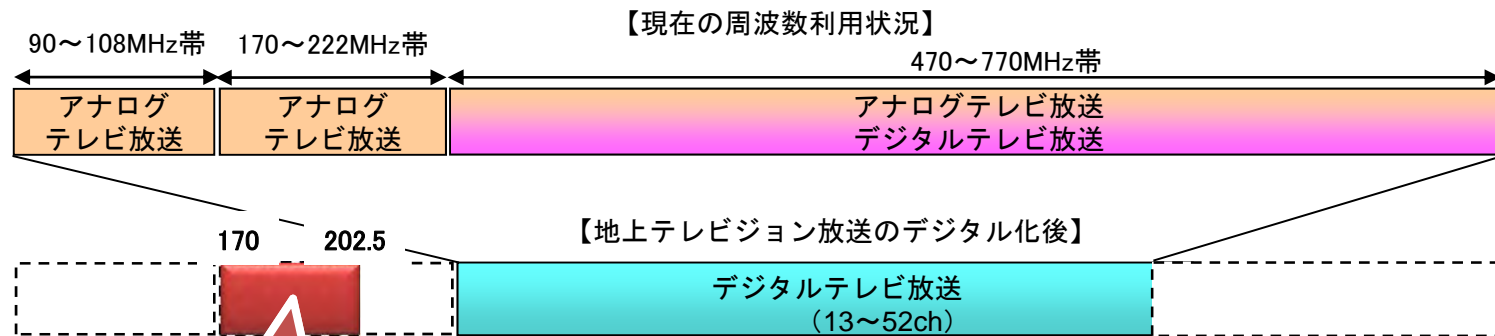 【現在の周波数利用状況】
90～108MHz帯
170～222MHz帯
470～770MHz帯
アナログ
テレビ放送
アナログ
テレビ放送
アナログテレビ放送
デジタルテレビ放送
【地上テレビジョン放送のデジタル化後】
170
202.5
デジタルテレビ放送
（13～52ch）